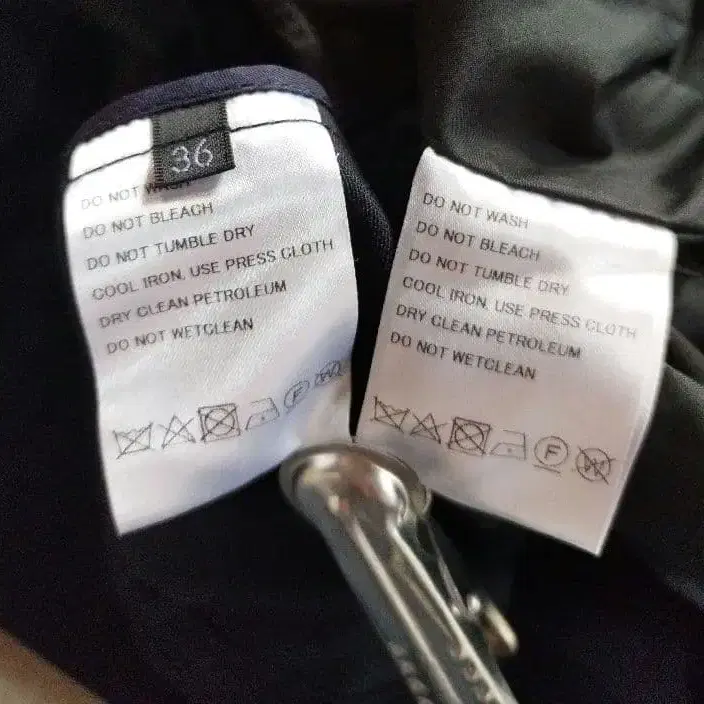 36
DO NOT WASH
DO NOT BLEACH
DO NOT TUMBLE DRY
COOL IRON. USE PRESS CLOTH
DRY CLEAN PETROLEUM
DO NOT WETCLEAN
F
W
DO NOT WASH
DO NOT BLEACH
DO NOT TUMBLE DRY
COOL IRON. USE PRESS CLOTH
DRY CLEAN PETROLEUM
DO NOT WETCLEAN
F
W